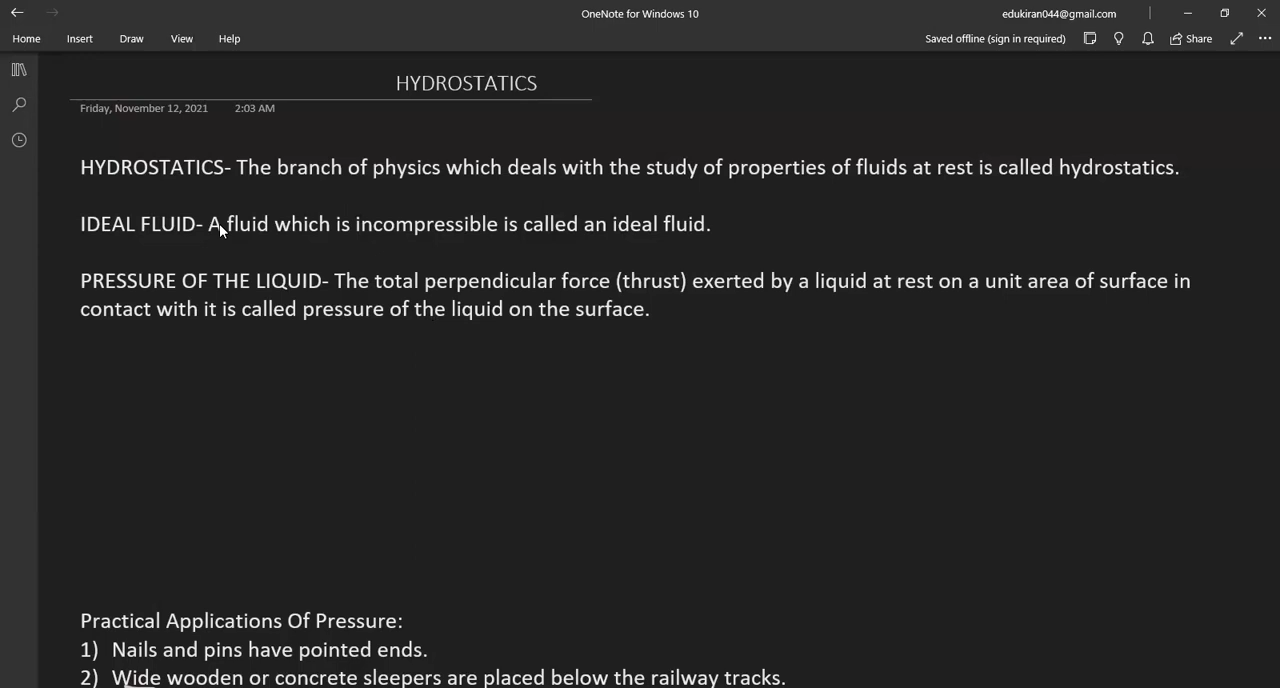 OneNote for Windows 10
edukiran044@gmail.com
Home Insert Draw View Help
Saved offline (sign in required)
Share
HYDROSTATICS
Friday, November 12, 2021 2:03 AM
HYDROSTATICS- The branch of physics which deals with the study of properties of fluids at rest is called hydrostatics.
IDEAL FLUID- A fluid which is incompressible is called an ideal fluid.
PRESSURE OF THE LIQUID- The total perpendicular force (thrust) exerted by a liquid at rest on a unit area of surface in
contact with it is called pressure of the liquid on the surface.
Practical Applications Of Pressure:
1) Nails and pins have pointed ends.
2) Wide wooden or concrete sleepers are placed below the railway tracks.